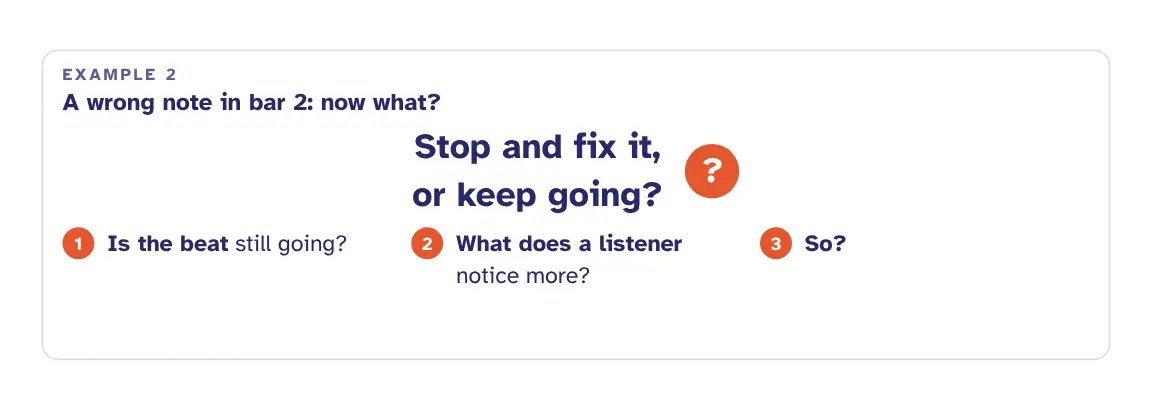 EXAMPLE 2
A wrong note in bar 2: now what?
Stop and fix it,
or keep going?
?
1 Is the beat still going?
2 What does a listener
notice more?
3 So?